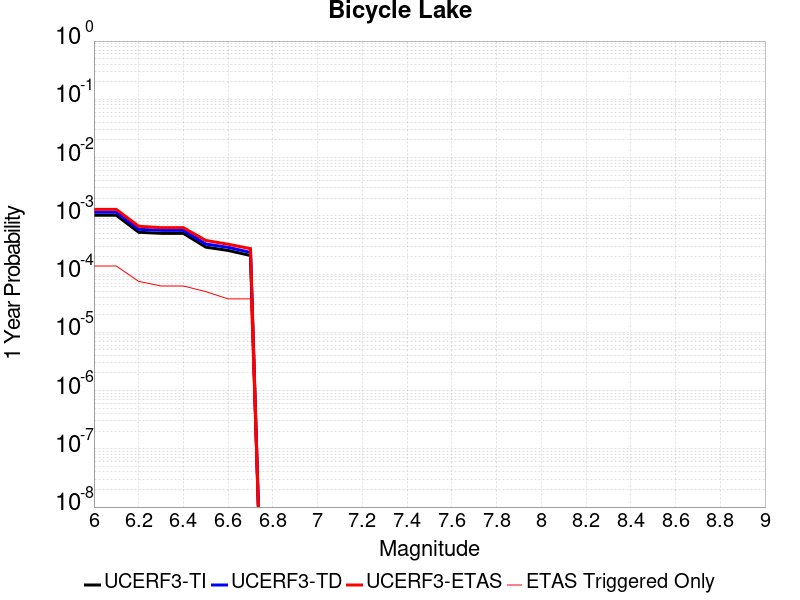 Bicycle Lake
10 0
10 -1
10 -2
10 -3
10 -4
10 -5
10 -6
10 -7
10 -8
1 Year Probability
6 6.2 6.4 6.6 6.8 7 7.2 7.4 7.6 7.8 8 8.2 8.4 8.6 8.8 9
Magnitude
UCERF3-TI UCERF3-TD UCERF3-ETAS ETAS Triggered Only